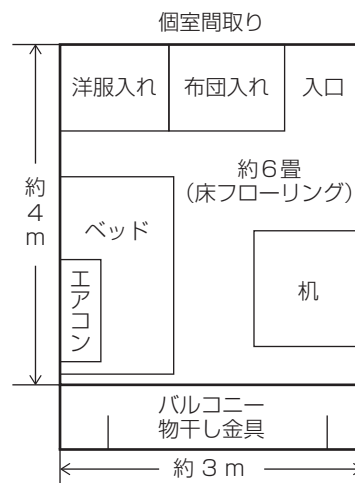 個室間取り
洋服入れ
布団入れ
入口
約6畳
(床フローリング)
約4m
ベッド
エアコン
机
バルコニー
物干し金具
約3m